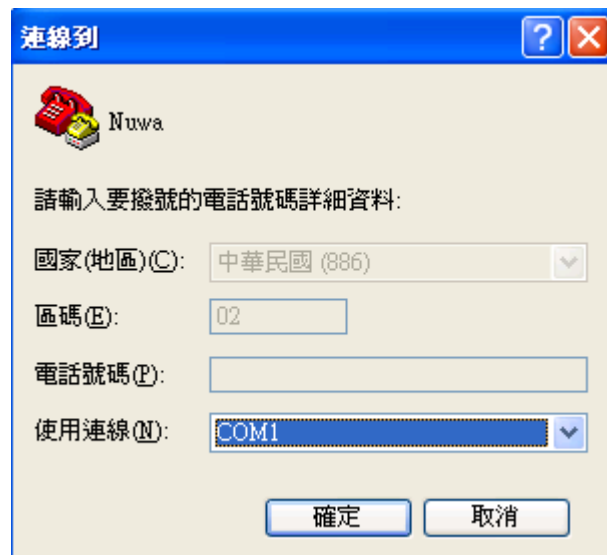 連線到
Nuwa
請輸入要撥號的電話號碼詳細資料:
國家(地區)(C): 中華民國 (886)
區碼(E): 02
電話號碼(P):
使用連線(N): COM1
確定 取消